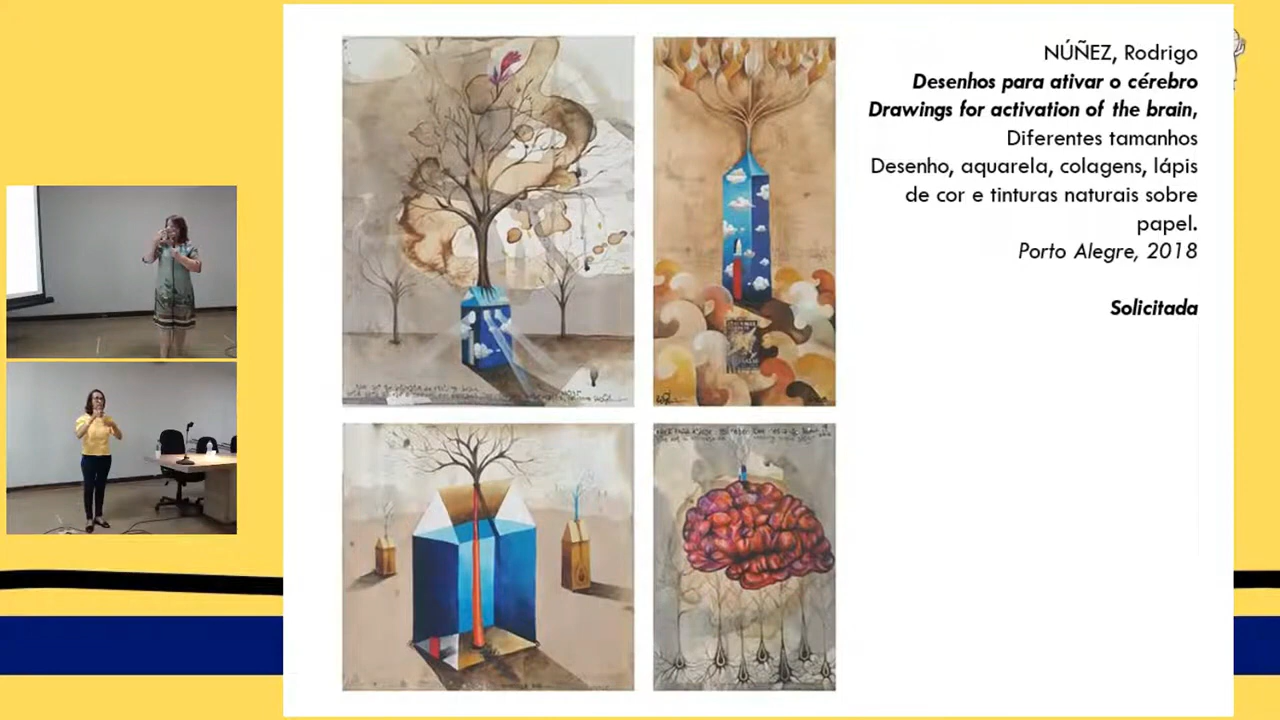 NÚÑEZ, Rodrigo
Desenhos para ativar o cérebro
Drawings for activation of the brain,
Diferentes tamanhos
Desenho, aquarela, colagens, lápis
de cor e tinturas naturais sobre
papel.
Porto Alegre, 2018
Solicitada